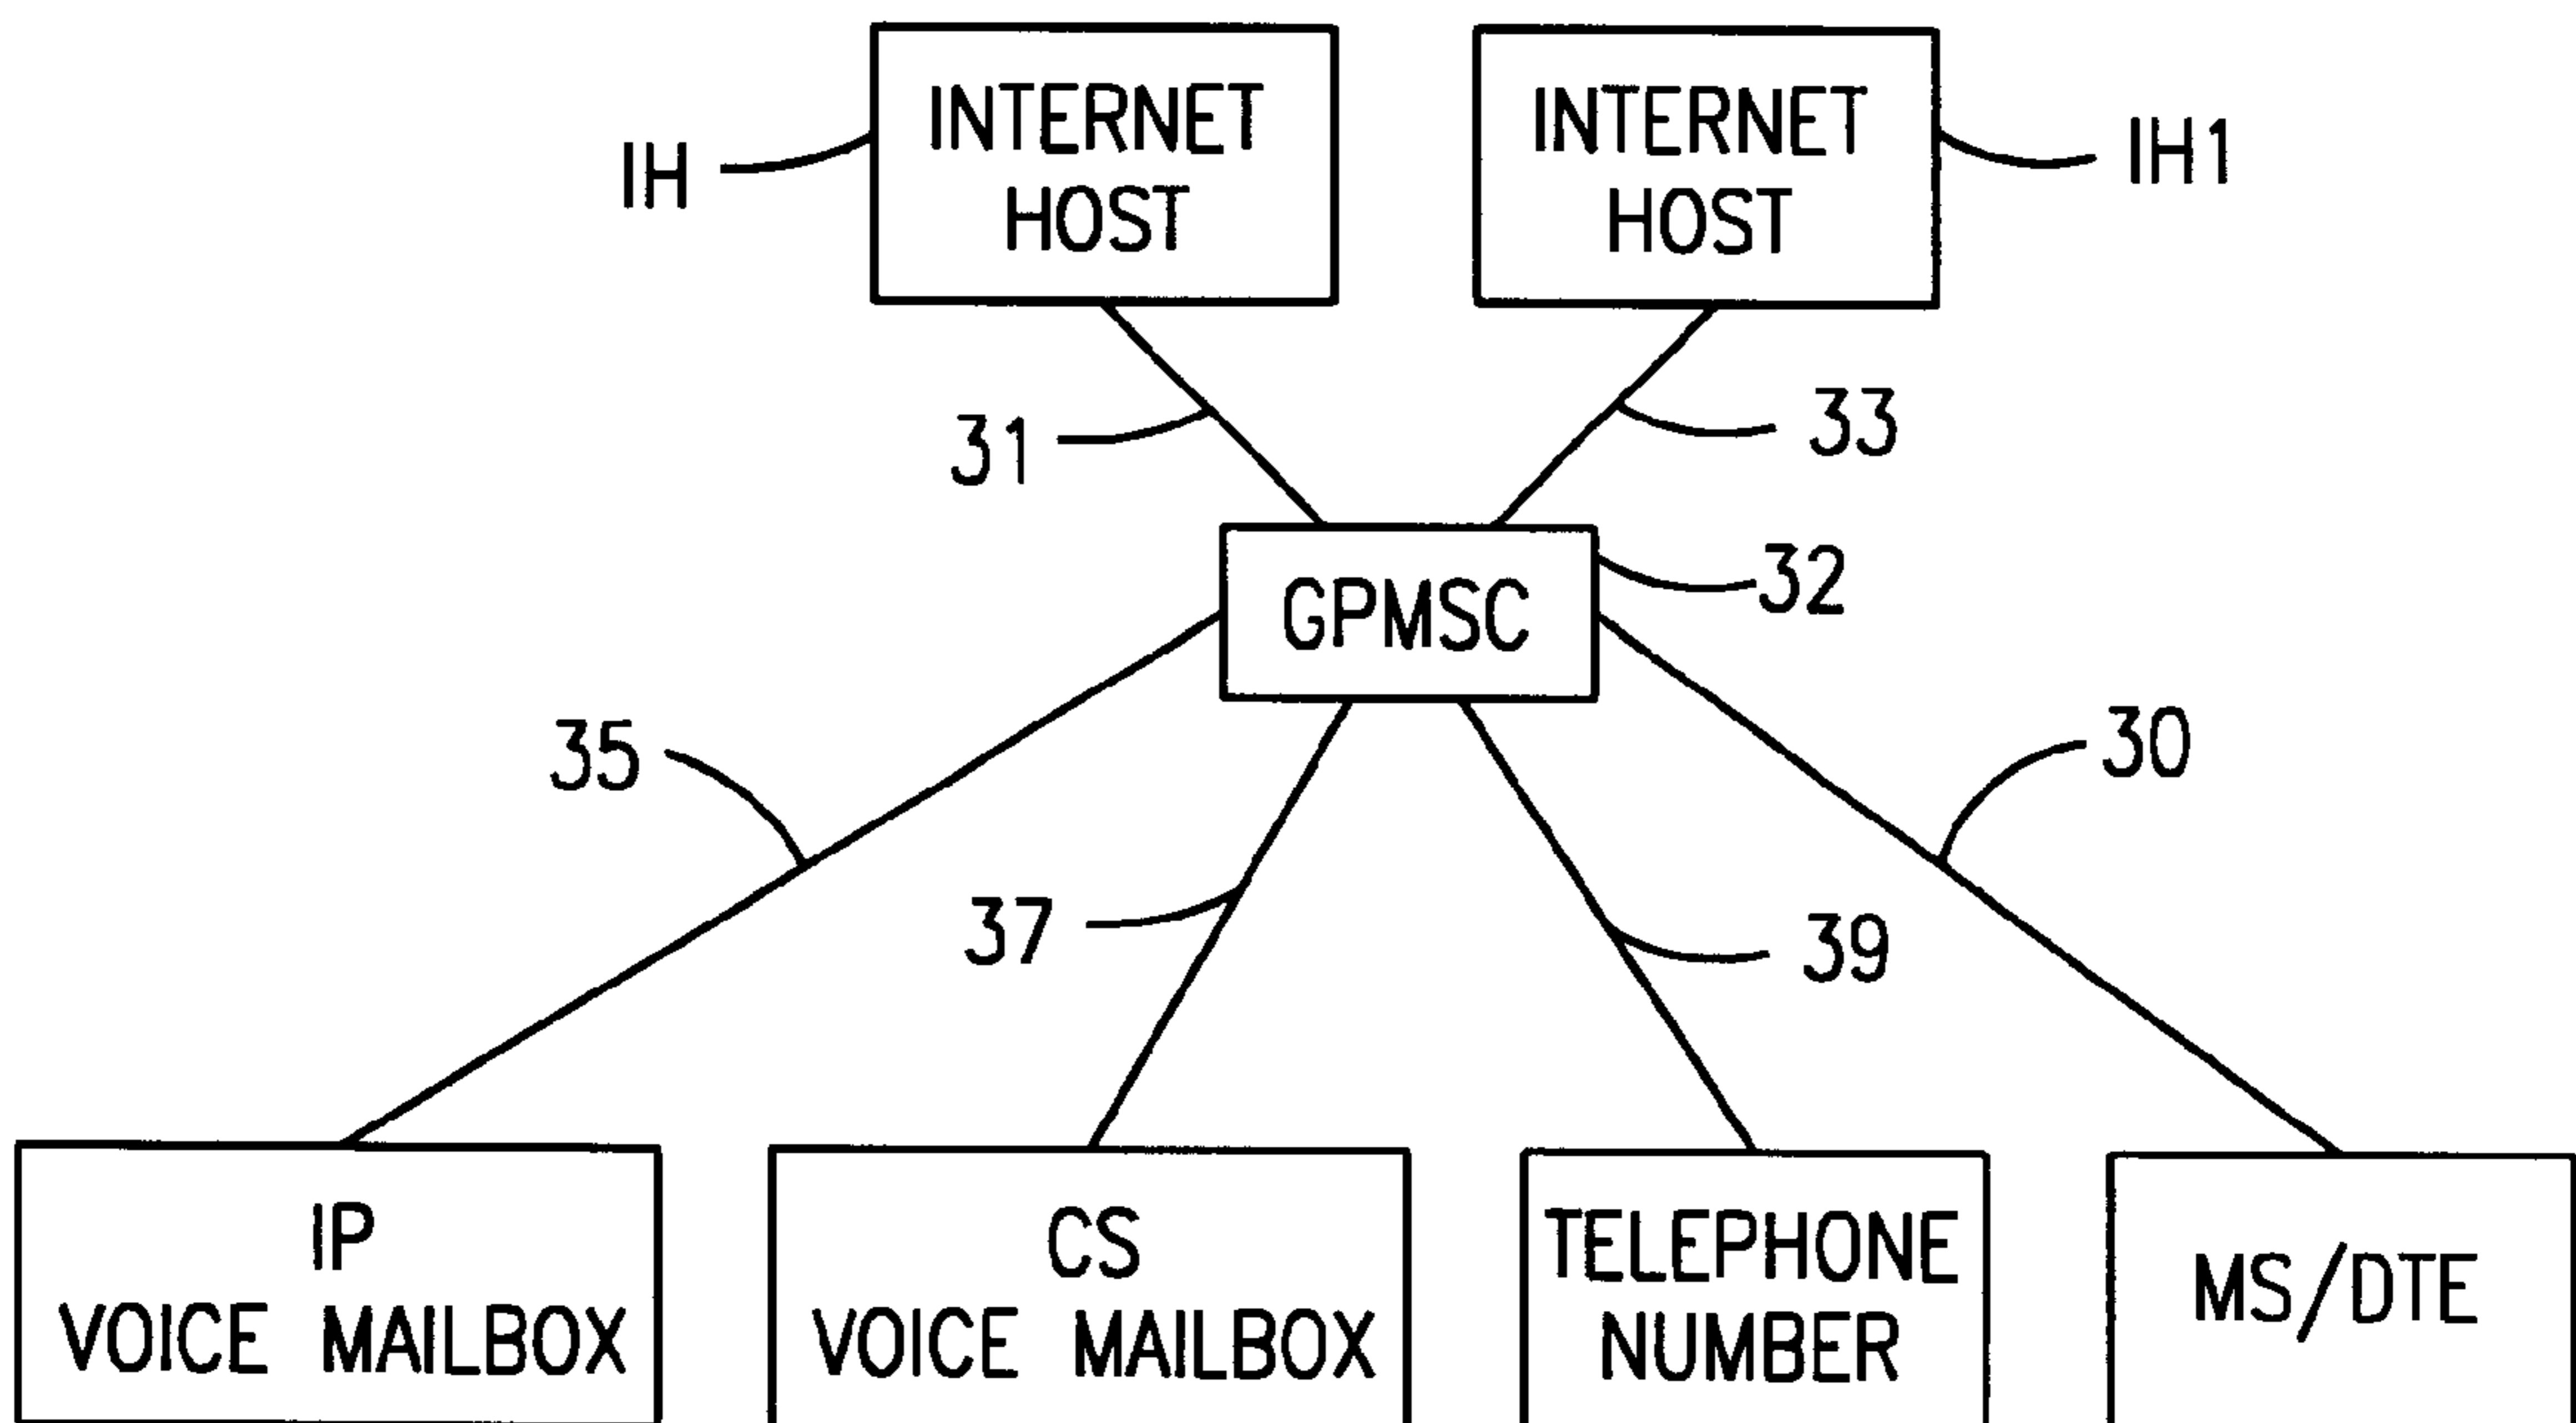 INTERNET
HOST
INTERNET
HOST
IH
IH1
31
33
GPMSC
32
35
30
37
39
IP
VOICE MAILBOX
CS
VOICE MAILBOX
TELEPHONE
NUMBER
MS/DTE